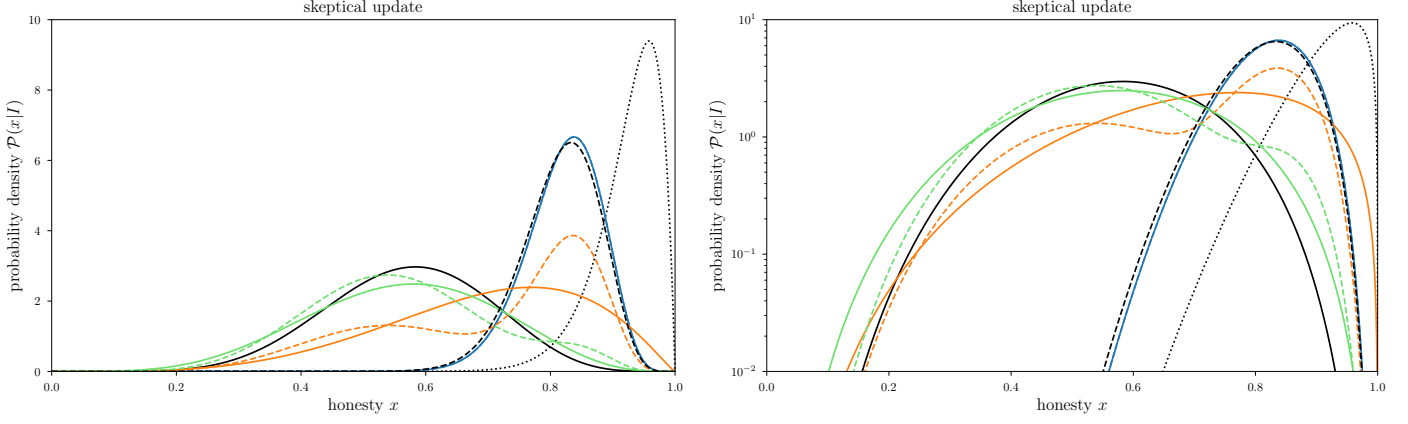 skeptical update
10
8
6
4
2
0
probability density P(x|I)
0.0 0.2 0.4 0.6 0.8 1.0
honesty x
skeptical update
10¹
10⁰
10⁻¹
10⁻²
probability density P(x|I)
0.0 0.2 0.4 0.6 0.8 1.0
honesty x